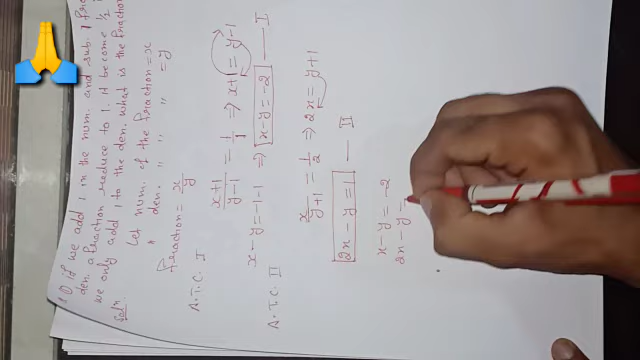 1) if we add 1 in the num. and sub. 1 from
den. a fraction reduce to 1. It become 1/2 if
we only add 1 to the den. what is the fraction
Soln.
Let num. of the fraction = x
" den. " " " = y
Fraction = x/y
A.T.C. I
x+1/y-1 = 1/1 ⇒ x+1 = y-1
x-y = -1-1 ⇒ x-y = -2 — I
A.T.C. II
x/y+1 = 1/2 ⇒ 2x = y+1
2x-y = 1 — II
x-y = -2
2x-y =